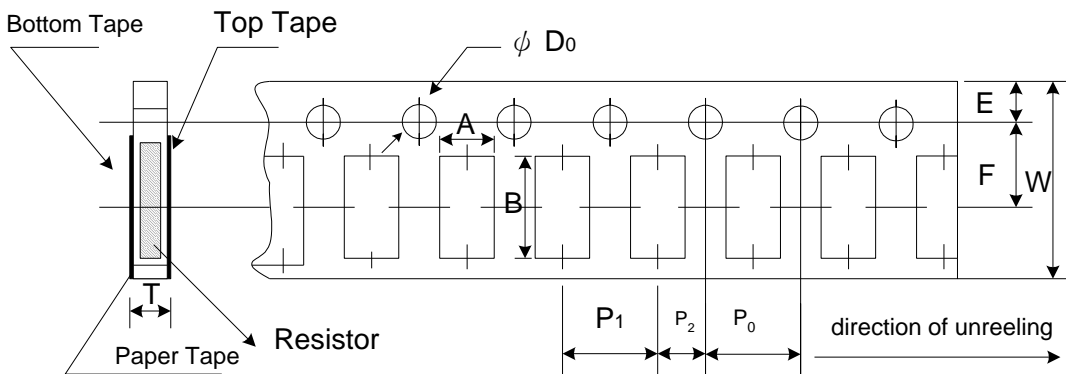 Bottom Tape
Top Tape
φ D0
E
A
F
W
B
T
P1
P2
P0
Resistor
direction of unreeling
Paper Tape